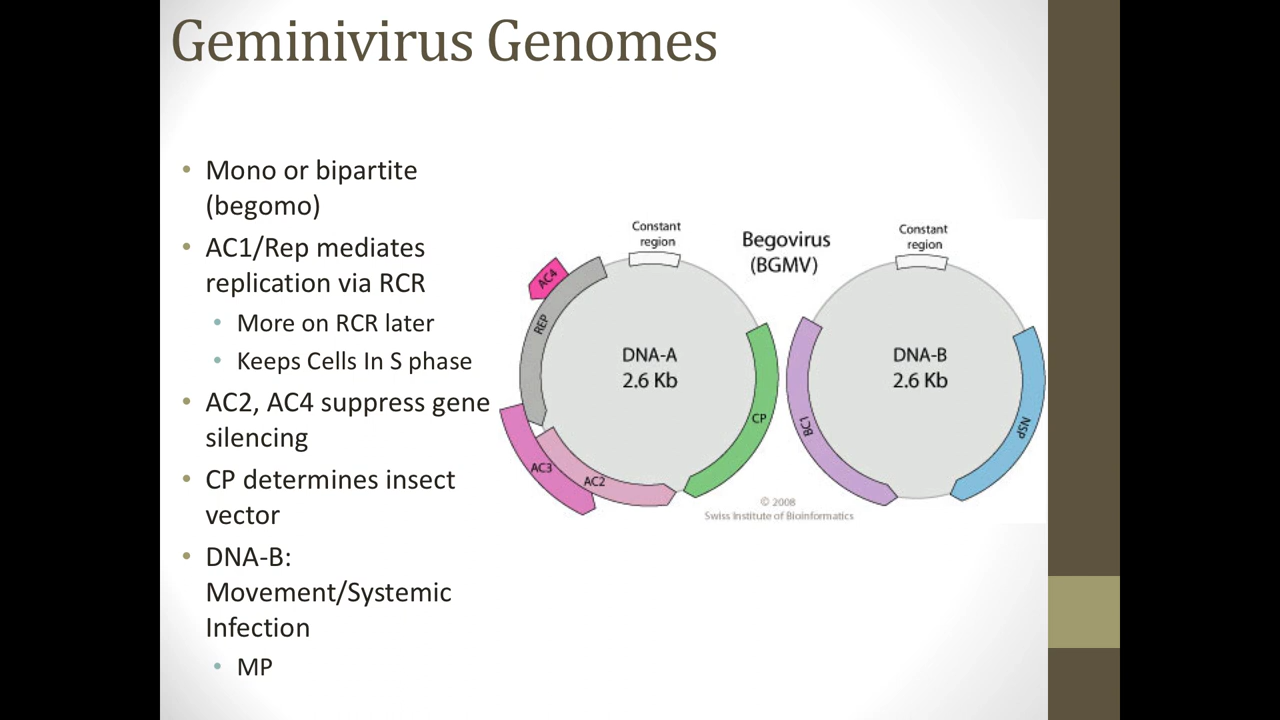 Geminivirus Genomes
• Mono or bipartite
(begomo)
• AC1/Rep mediates
replication via RCR
• More on RCR later
• Keeps Cells In S phase
• AC2, AC4 suppress gene
silencing
• CP determines insect
vector
• DNA-B:
Movement/Systemic
Infection
• MP
Constant
region
Begovirus
(BGMV)
Constant
region
AC4
REP
DNA-A
2.6 Kb
CP
AC3
AC2
DNA-B
2.6 Kb
BC1
NSP
© 2008
Swiss Institute of Bioinformatics